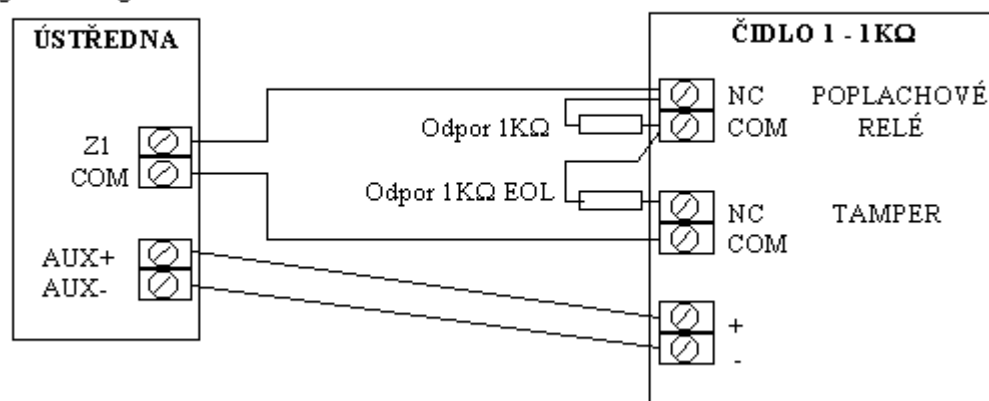 ÚSTŘEDNA
Z1
COM
AUX+
AUX-
Odpor 1KΩ
Odpor 1KΩ EOL
ČIDLO 1 - 1KΩ
NC POPLACHOVÉ
COM RELÉ
NC TAMPER
COM
+
-